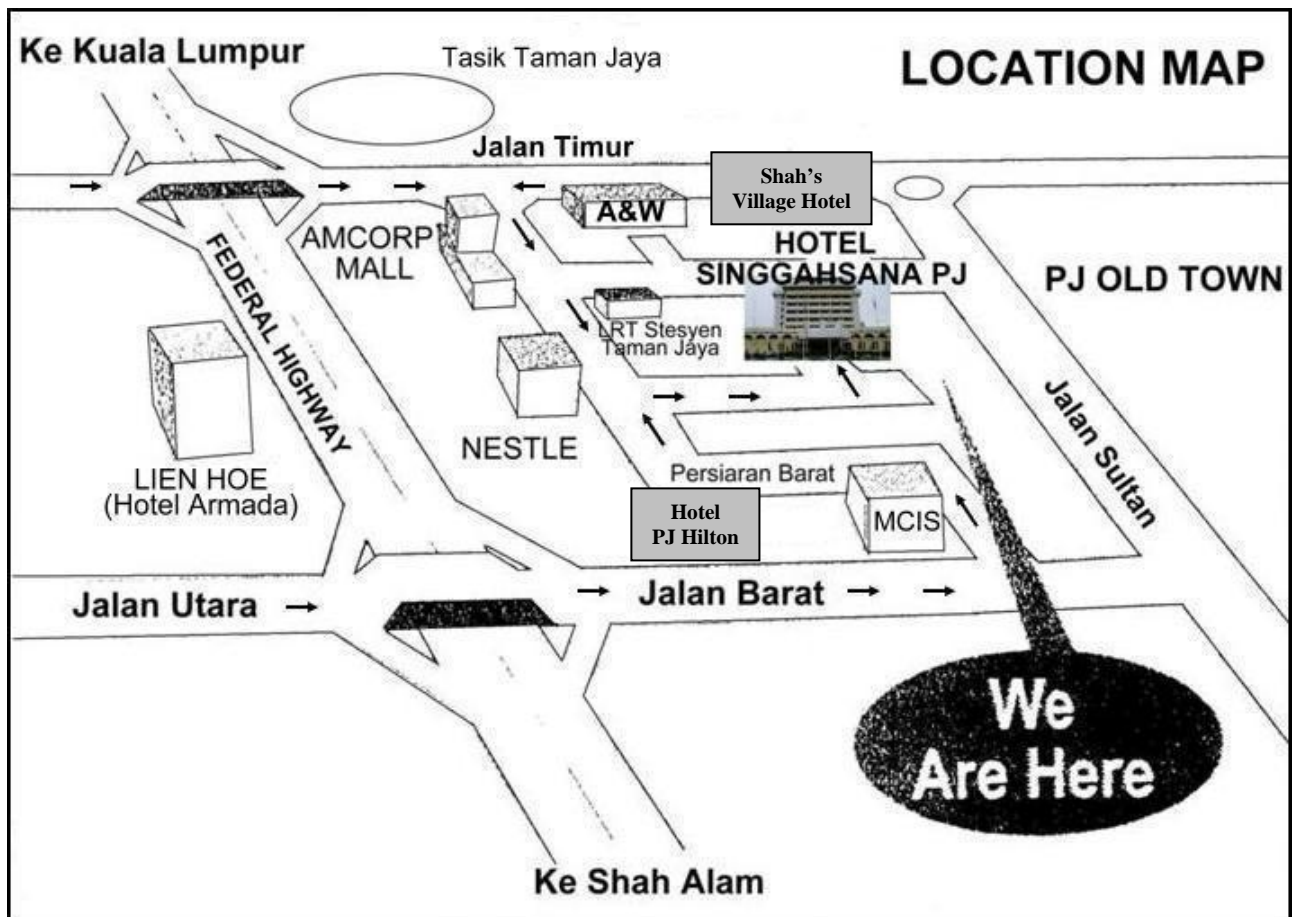 Ke Kuala Lumpur
Tasik Taman Jaya
LOCATION MAP
Jalan Timur
Shah's
Village Hotel
A&W
AMCORP
MALL
HOTEL
SINGGAHSANA PJ
PJ OLD TOWN
FEDERAL HIGHWAY
LRT Stesyen
Taman Jaya
Jalan Sultan
NESTLE
LIEN HOE
(Hotel Armada)
Persiaran Barat
Hotel
PJ Hilton
MCIS
Jalan Utara
Jalan Barat
We
Are Here
Ke Shah Alam